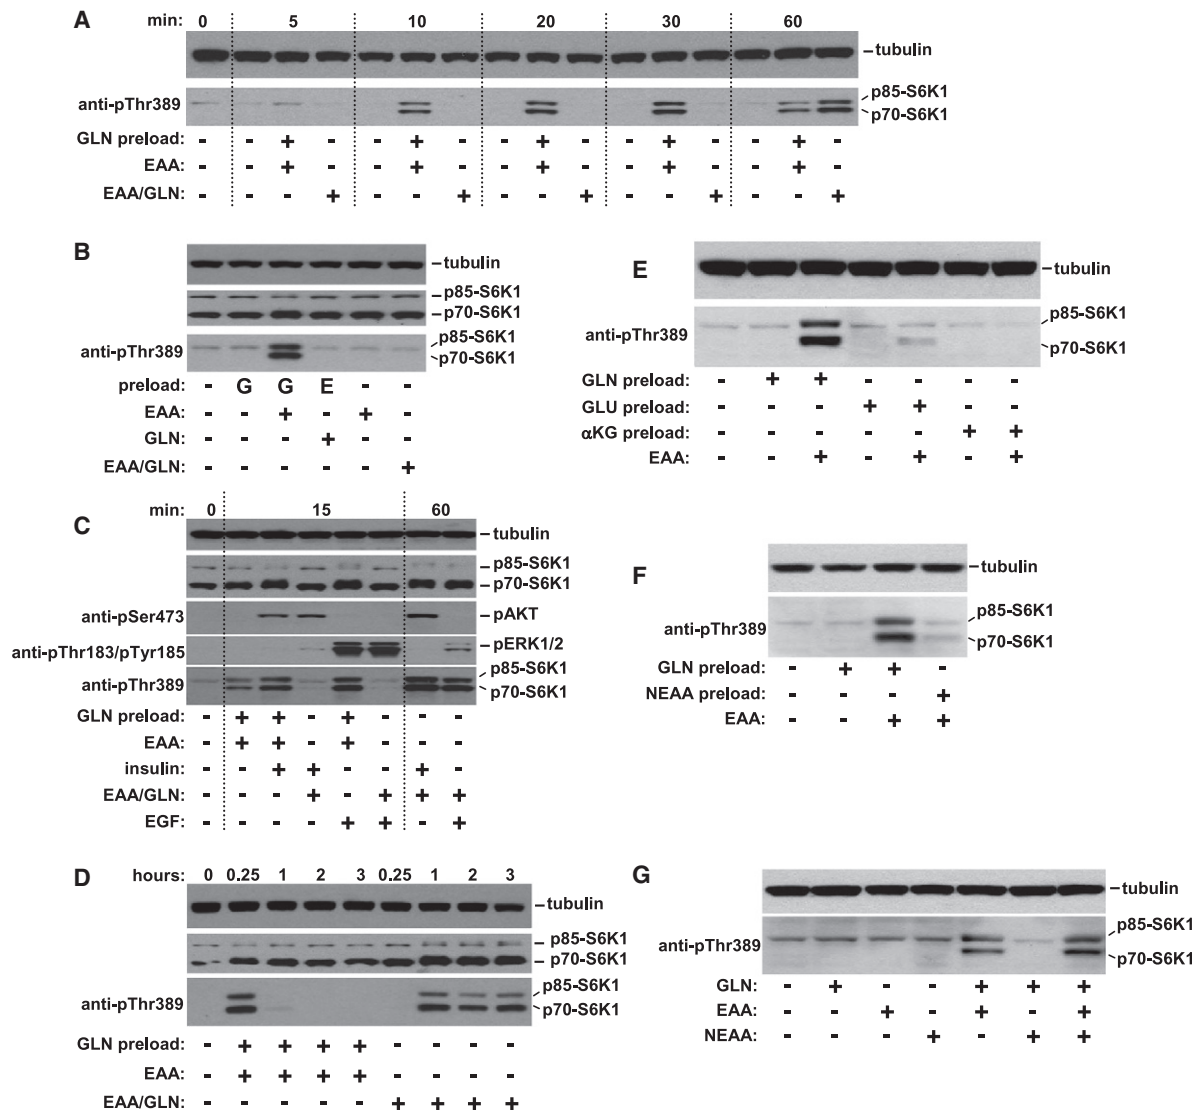 A
min: 0 5 10 20 30 60
tubulin
anti-pThr389
p85-S6K1
p70-S6K1
GLN preload: - - + - - + - - + - - + - - + -
EAA: - - + - - + - - + - - + - - + -
EAA/GLN: - - - + - - + - - + - - + - - +
B
tubulin
p85-S6K1
p70-S6K1
anti-pThr389
p85-S6K1
p70-S6K1
preload: - G G E - -
EAA: - - + - + -
GLN: - - - + - -
EAA/GLN: - - - - - +
C
min: 0 15 60
tubulin
p85-S6K1
p70-S6K1
anti-pSer473
pAKT
anti-pThr183/pTyr185
pERK1/2
anti-pThr389
p85-S6K1
p70-S6K1
GLN preload: - + + - + - - -
EAA: - + + - + - - -
insulin: - - + + - - + -
EAA/GLN: - - - + - + + +
EGF: - - - - + + - +
D
hours: 0 0.25 1 2 3 0.25 1 2 3
tubulin
p85-S6K1
p70-S6K1
anti-pThr389
p85-S6K1
p70-S6K1
GLN preload: - + + + + - - - -
EAA: - + + + + - - - -
EAA/GLN: - - - - - + + + +
E
tubulin
anti-pThr389
p85-S6K1
p70-S6K1
GLN preload: - + + - - - -
GLU preload: - - - + + - -
αKG preload: - - - - - + +
EAA: - - + - + - +
F
tubulin
anti-pThr389
p85-S6K1
p70-S6K1
GLN preload: - + + -
NEAA preload: - - - +
EAA: - - + +
G
tubulin
anti-pThr389
p85-S6K1
p70-S6K1
GLN: - + - - + + +
EAA: - - + - + - +
NEAA: - - - + - + +